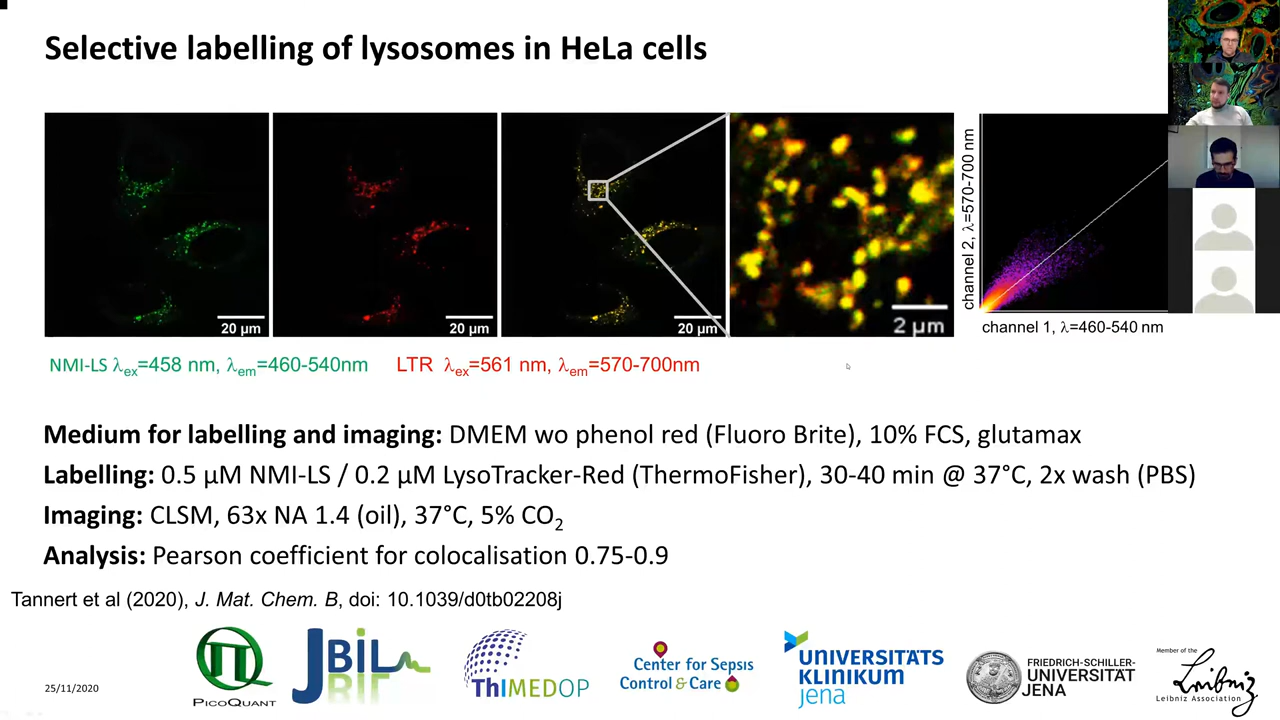 Selective labelling of lysosomes in HeLa cells
20 µm
20 µm
20 µm
2 µm
channel 2, λ=570-700 nm
channel 1, λ=460-540 nm
NMI-LS λex=458 nm, λem=460-540nm
LTR λex=561 nm, λem=570-700nm
Medium for labelling and imaging: DMEM wo phenol red (Fluoro Brite), 10% FCS, glutamax
Labelling: 0.5 µM NMI-LS / 0.2 µM LysoTracker-Red (ThermoFisher), 30-40 min @ 37°C, 2x wash (PBS)
Imaging: CLSM, 63x NA 1.4 (oil), 37°C, 5% CO2
Analysis: Pearson coefficient for colocalisation 0.75-0.9
Tannert et al (2020), J. Mat. Chem. B, doi: 10.1039/d0tb02208j
25/11/2020
PICOQUANT
JBIL
ThIMEDOP
Center for Sepsis
Control & Care
UNIVERSITÄTS
KLINIKUM
jena
FRIEDRICH-SCHILLER-
UNIVERSITÄT
JENA
Member of the
Leibniz
Leibniz Association